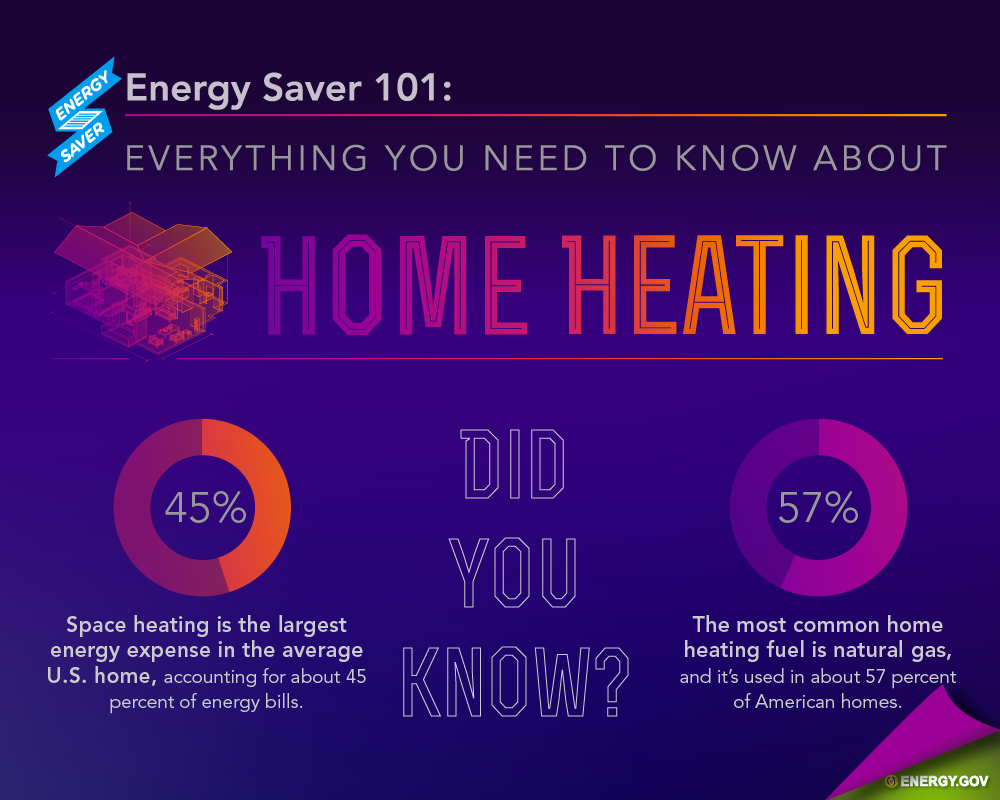 ENERGY
SAVER
Energy Saver 101:
EVERYTHING YOU NEED TO KNOW ABOUT
HOME HEATING
45%
Space heating is the largest
energy expense in the average
U.S. home, accounting for about 45
percent of energy bills.
DID
YOU
KNOW?
57%
The most common home
heating fuel is natural gas,
and it's used in about 57 percent
of American homes.
ENERGY.GOV